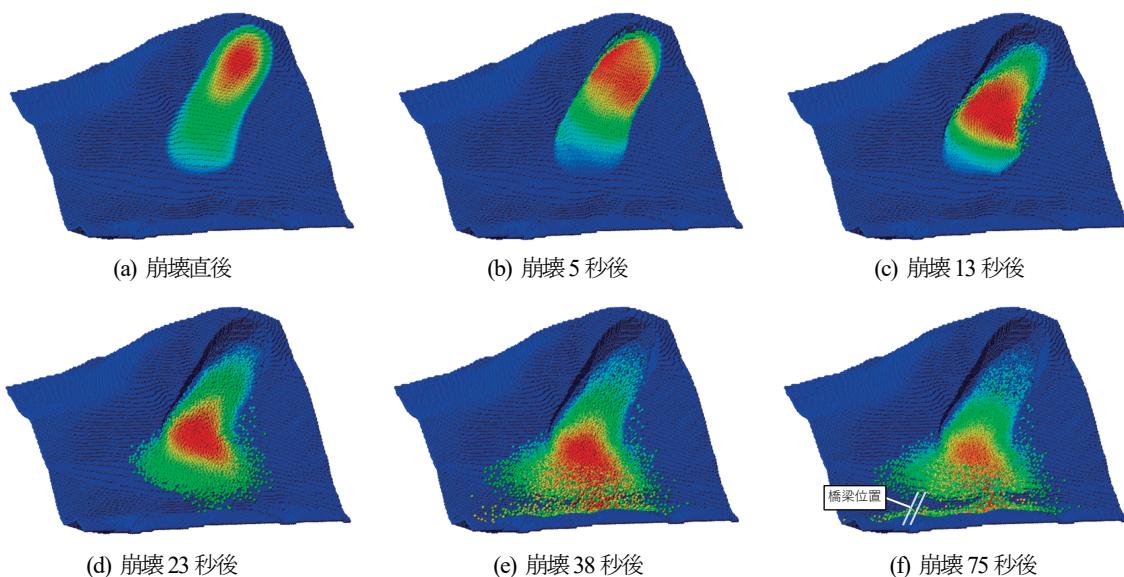 (a) 崩壊直後
(b) 崩壊 5 秒後
(c) 崩壊 13 秒後
橋梁位置
(d) 崩壊 23 秒後
(e) 崩壊 38 秒後
(f) 崩壊 75 秒後